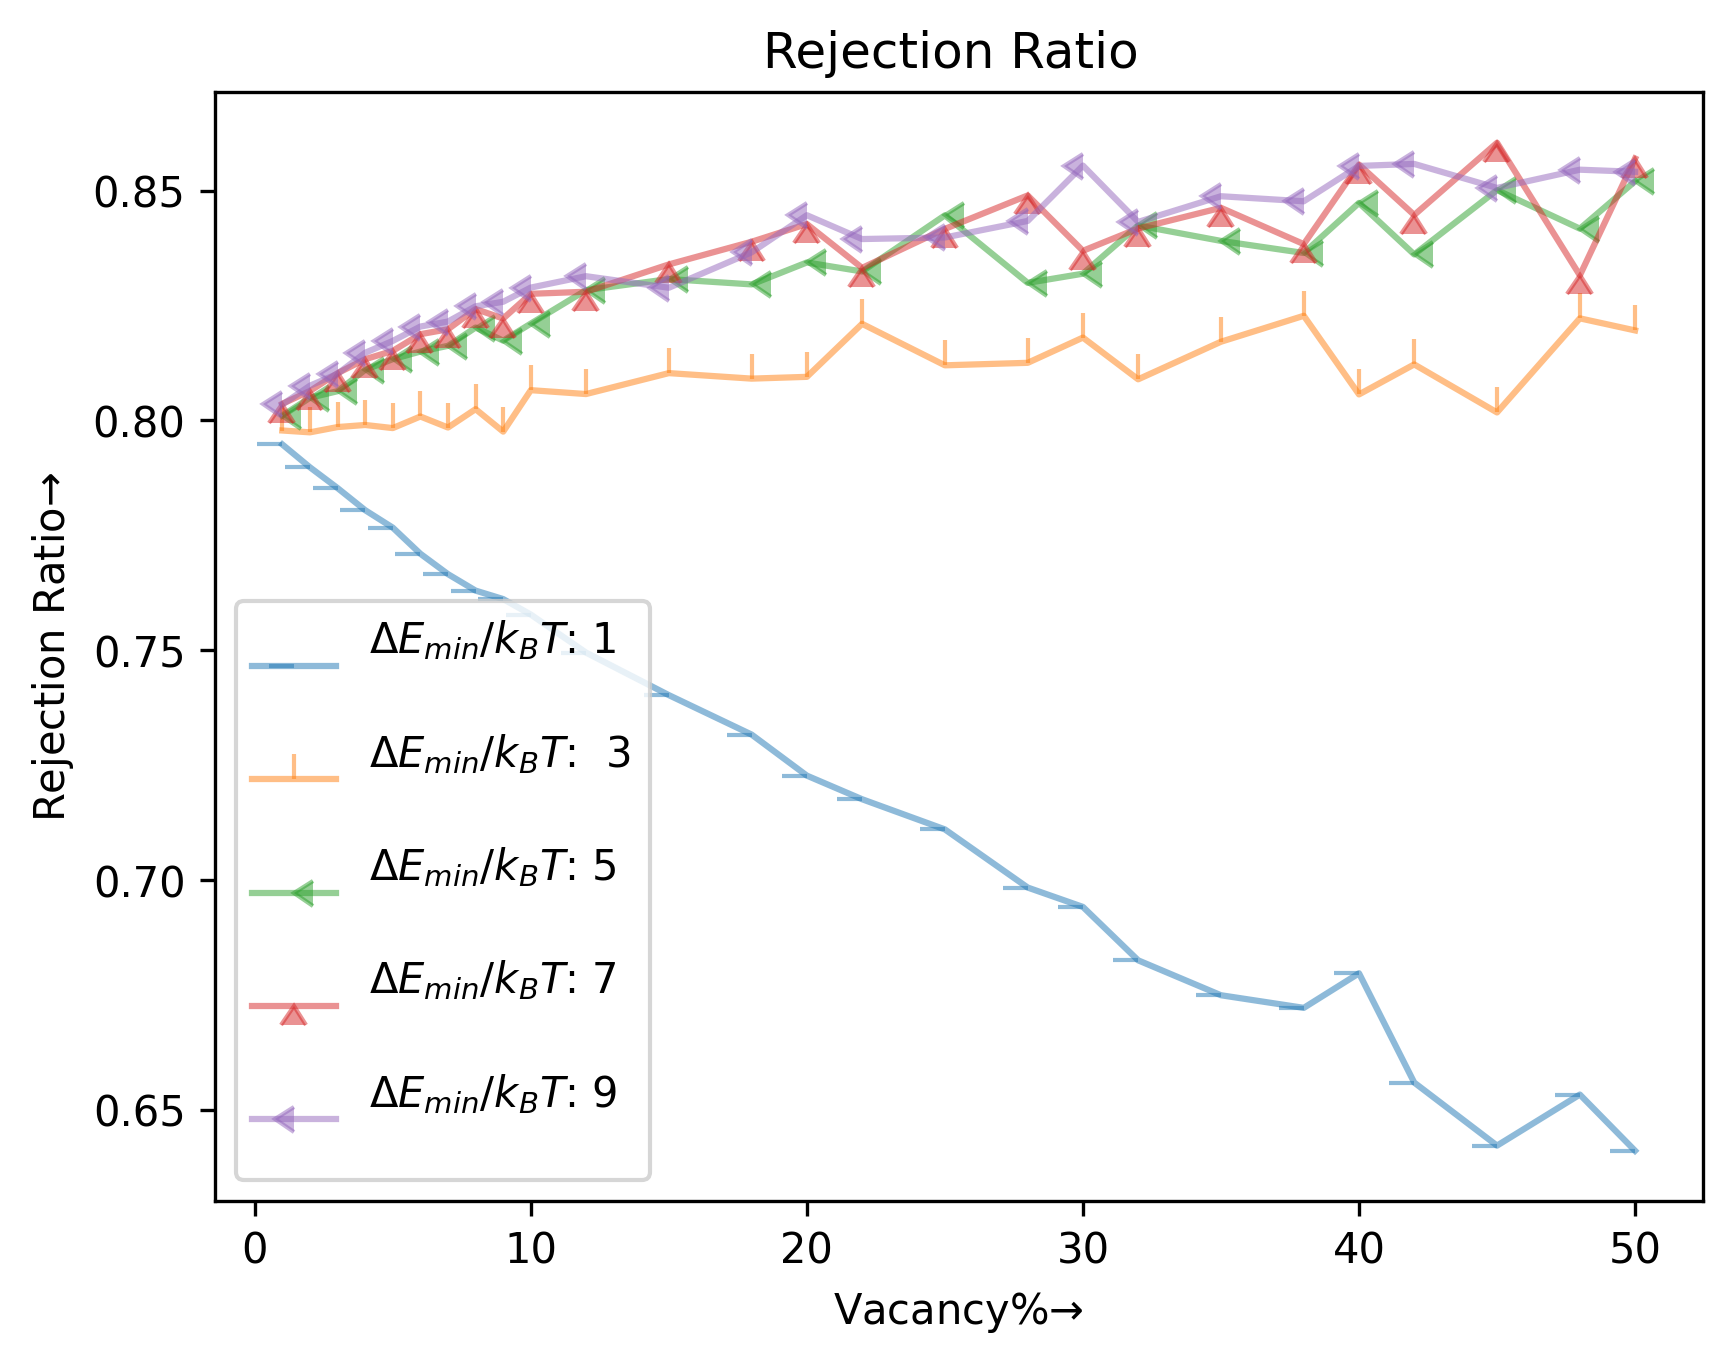 Rejection Ratio
Rejection Ratio→
0.85
0.80
0.75
0.70
0.65
ΔE_min/k_BT: 1
ΔE_min/k_BT:  3
ΔE_min/k_BT: 5
ΔE_min/k_BT: 7
ΔE_min/k_BT: 9
0 10 20 30 40 50
Vacancy%→